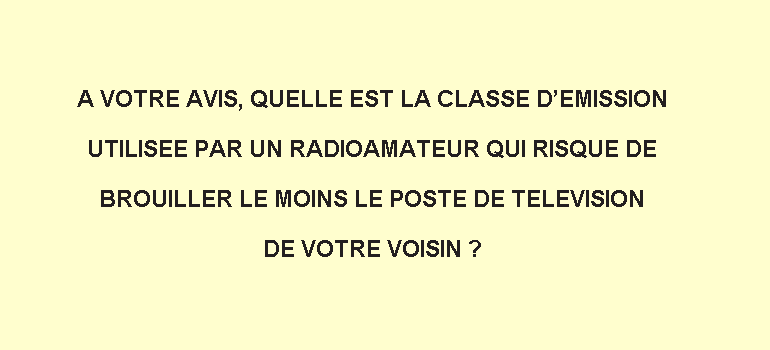 A VOTRE AVIS, QUELLE EST LA CLASSE D’EMISSION
UTILISEE PAR UN RADIOAMATEUR QUI RISQUE DE
BROUILLER LE MOINS LE POSTE DE TELEVISION
DE VOTRE VOISIN ?